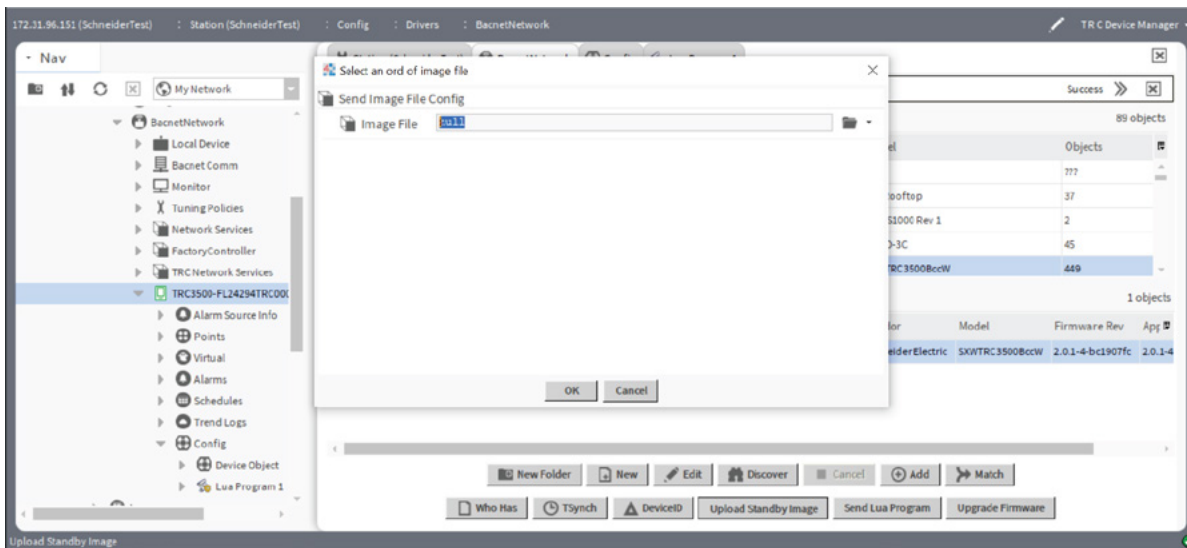 172.31.96.151 (SchneiderTest) : Station (SchneiderTest) : Config : Drivers : BacnetNetwork TRC Device Manager
Nav
My Network
BacnetNetwork
Local Device
Bacnet Comm
Monitor
Tuning Policies
Network Services
FactoryController
TRC Network Services
TRC3500-FL24294TRC00
Alarm Source Info
Points
Virtual
Alarms
Schedules
Trend Logs
Config
Device Object
Lua Program 1
Select an ord of image file
Send Image File Config
Image File null
OK Cancel
Success
89 objects
el Objects
???
ooftop 37
S1000 Rev 1 2
D-3C 45
TRC3500BccW 449
1 objects
dor Model Firmware Rev App
eiderElectric SXWTRC3500BccW 2.0.1-4-bc1907fc 2.0.1-4
New Folder New Edit Discover Cancel Add Match
Who Has TSynch DeviceID Upload Standby Image Send Lua Program Upgrade Firmware
Upload Standby Image